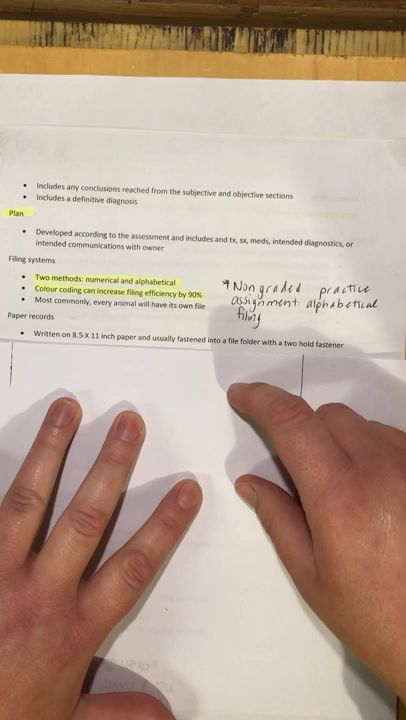 • Includes any conclusions reached from the subjective and objective sections
• Includes a definitive diagnosis
Plan
• Developed according to the assessment and includes and tx, sx, meds, intended diagnostics, or
intended communications with owner
Filing systems
• Two methods: numerical and alphabetical
• Colour coding can increase filing efficiency by 90%
• Most commonly, every animal will have its own file
*Non graded practice
assignment: alphabetical
filing
Paper records
• Written on 8.5 X 11 inch paper and usually fastened into a file folder with a two hold fastener